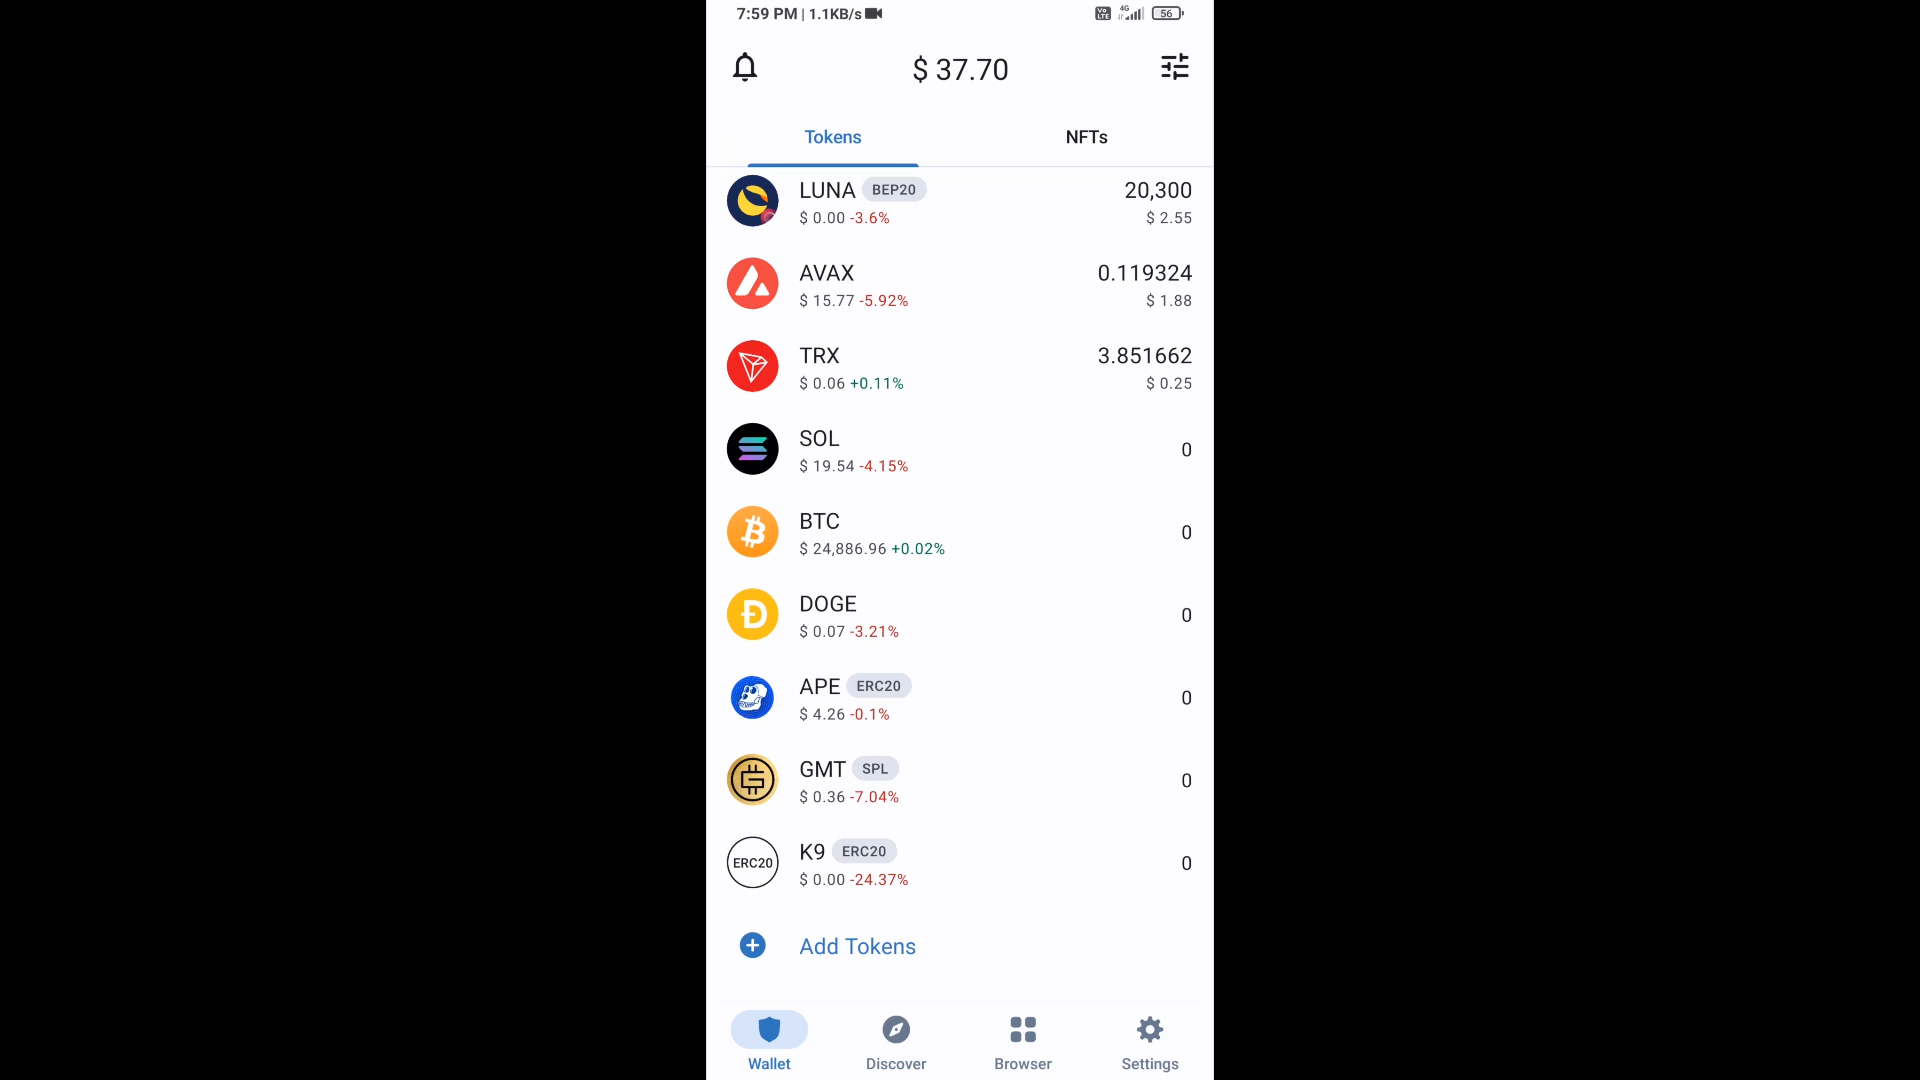 7:59 PM | 1.1KB/s
Vo LTE 4G 56
$ 37.70
Tokens
NFTs
LUNA BEP20 20,300
$ 0.00 -3.6% $ 2.55
AVAX 0.119324
$ 15.77 -5.92% $ 1.88
TRX 3.851662
$ 0.06 +0.11% $ 0.25
SOL 0
$ 19.54 -4.15%
BTC 0
$ 24,886.96 +0.02%
DOGE 0
$ 0.07 -3.21%
APE ERC20 0
$ 4.26 -0.1%
GMT SPL 0
$ 0.36 -7.04%
ERC20 K9 ERC20 0
$ 0.00 -24.37%
Add Tokens
Wallet Discover Browser Settings